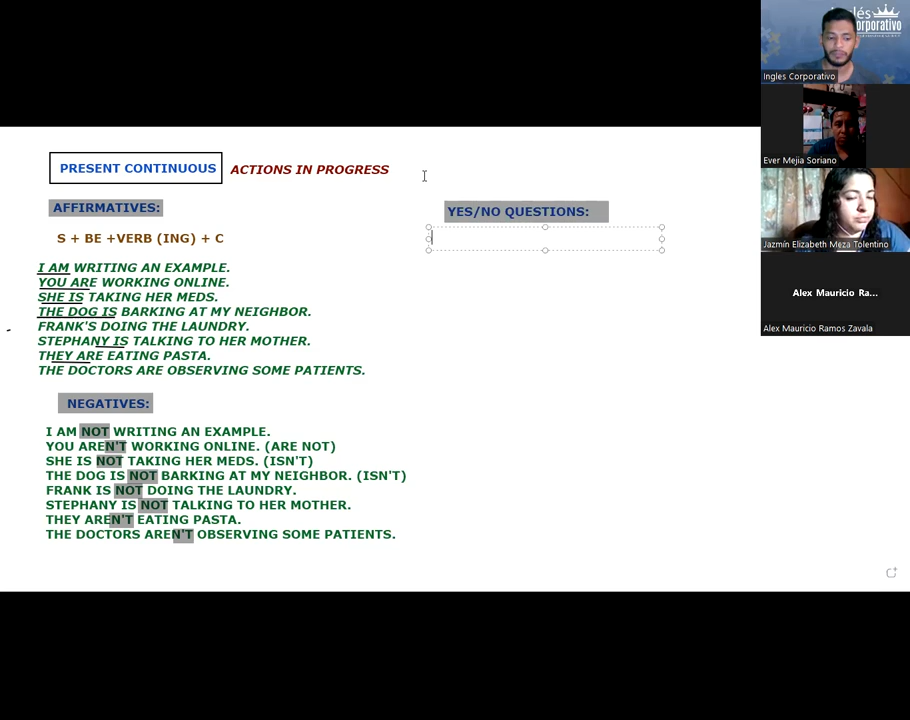 PRESENT CONTINUOUS
ACTIONS IN PROGRESS
AFFIRMATIVES:
S + BE +VERB (ING) + C
I AM WRITING AN EXAMPLE.
YOU ARE WORKING ONLINE.
SHE IS TAKING HER MEDS.
THE DOG IS BARKING AT MY NEIGHBOR.
FRANK'S DOING THE LAUNDRY.
STEPHANY IS TALKING TO HER MOTHER.
THEY ARE EATING PASTA.
THE DOCTORS ARE OBSERVING SOME PATIENTS.
NEGATIVES:
I AM NOT WRITING AN EXAMPLE.
YOU AREN'T WORKING ONLINE. (ARE NOT)
SHE IS NOT TAKING HER MEDS. (ISN'T)
THE DOG IS NOT BARKING AT MY NEIGHBOR. (ISN'T)
FRANK IS NOT DOING THE LAUNDRY.
STEPHANY IS NOT TALKING TO HER MOTHER.
THEY AREN'T EATING PASTA.
THE DOCTORS AREN'T OBSERVING SOME PATIENTS.
YES/NO QUESTIONS:
Ingles Corporativo
Ever Mejia Soriano
Jazmín Elizabeth Meza Tolentino
Alex Mauricio Ra...
Alex Mauricio Ramos Zavala